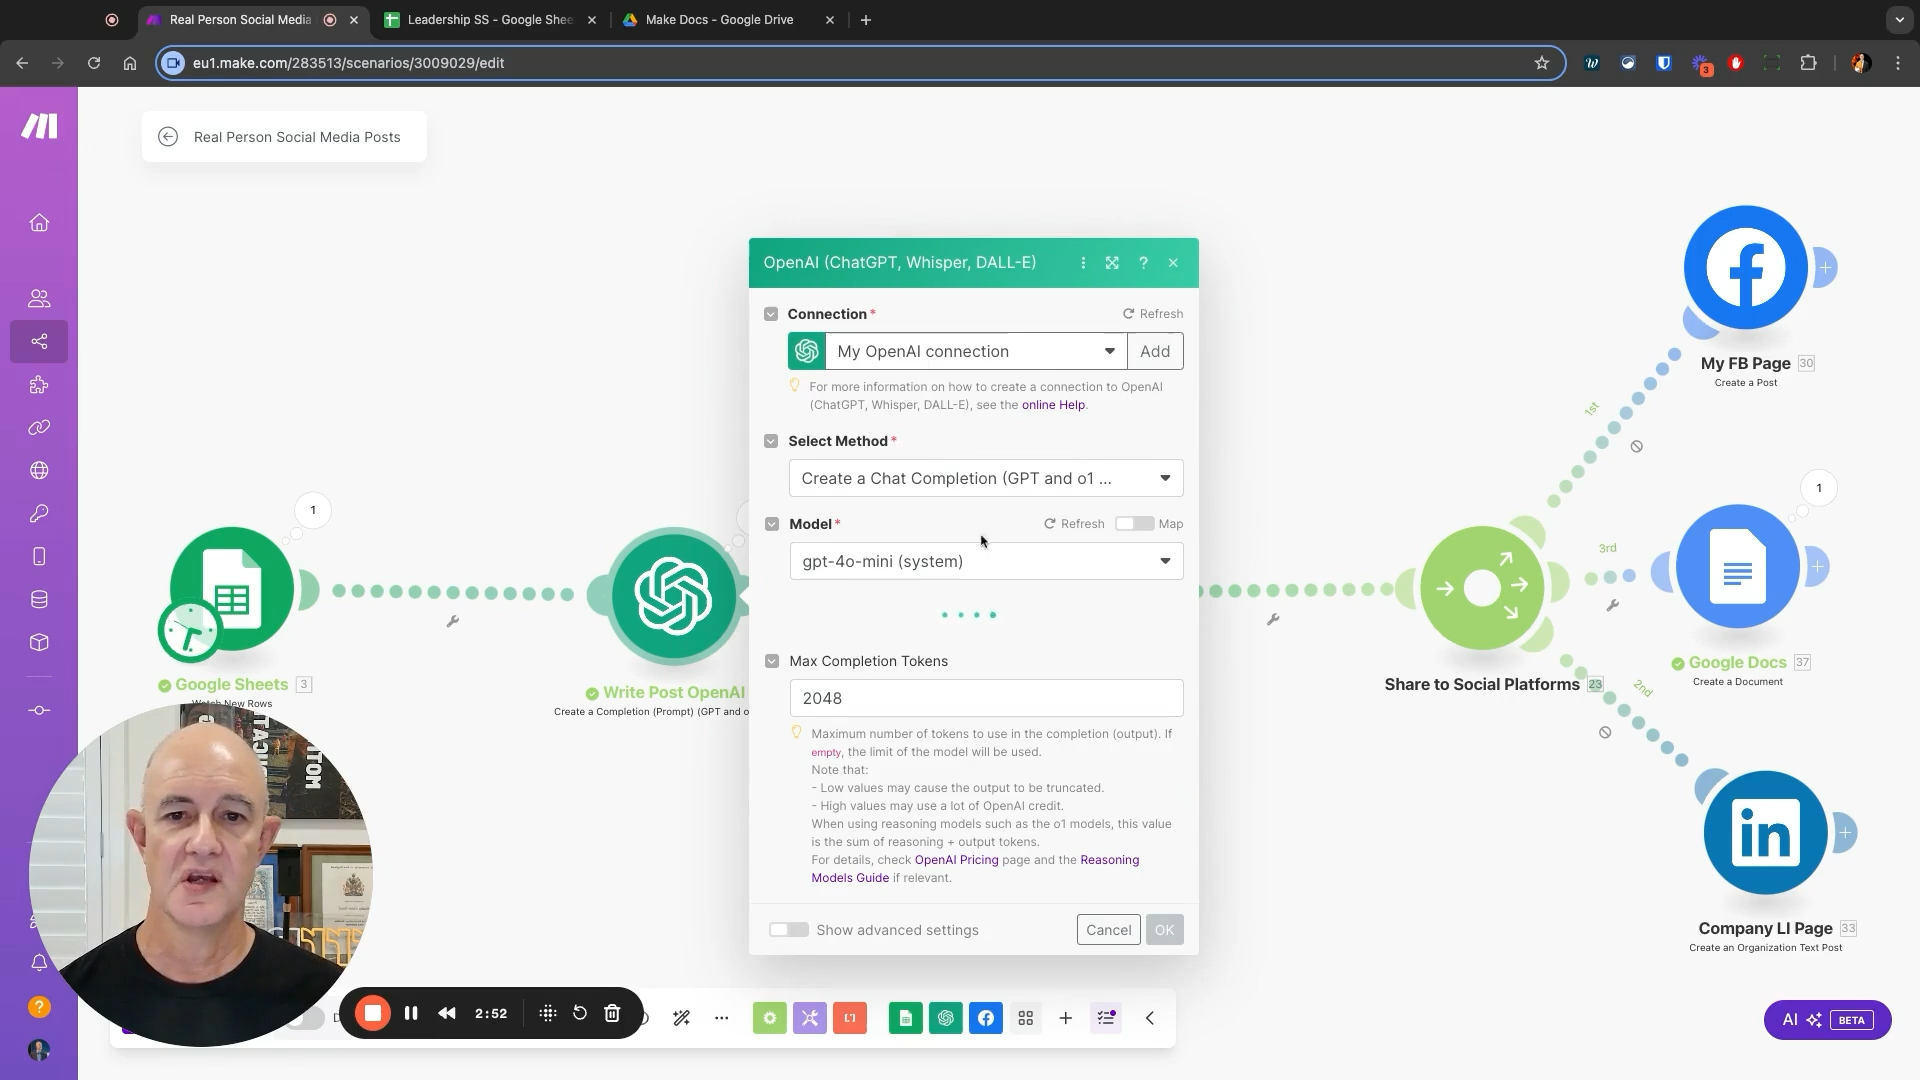 Real Person Social Media
Leadership SS - Google Shee
Make Docs - Google Drive
eu1.make.com/283513/scenarios/3009029/edit
3
Real Person Social Media Posts
OpenAI (ChatGPT, Whisper, DALL-E)
?
Connection *
Refresh
My OpenAI connection
Add
For more information on how to create a connection to OpenAI
(ChatGPT, Whisper, DALL-E), see the online Help.
Select Method *
Create a Chat Completion (GPT and o1 ...
Model *
Refresh
Map
gpt-4o-mini (system)
Max Completion Tokens
2048
Maximum number of tokens to use in the completion (output). If
empty, the limit of the model will be used.
Note that:
- Low values may cause the output to be truncated.
- High values may use a lot of OpenAI credit.
When using reasoning models such as the o1 models, this value
is the sum of reasoning + output tokens.
For details, check OpenAI Pricing page and the Reasoning
Models Guide if relevant.
Show advanced settings
Cancel
OK
1
Google Sheets 3
Watch New Rows
Write Post OpenAI
Create a Completion (Prompt) (GPT and o
Share to Social Platforms 23
1st
3rd
2nd
My FB Page 30
Create a Post
1
Google Docs 37
Create a Document
in
Company LI Page 33
Create an Organization Text Post
?
2:52
AI BETA